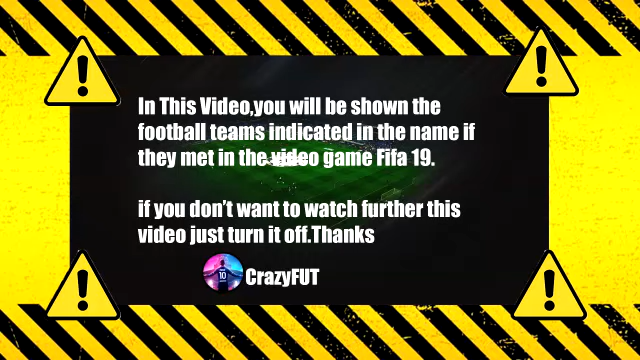 In This Video,you will be shown the
football teams indicated in the name if
they met in the video game Fifa 19.
if you don't want to watch further this
video just turn it off.Thanks
10
CrazyFUT